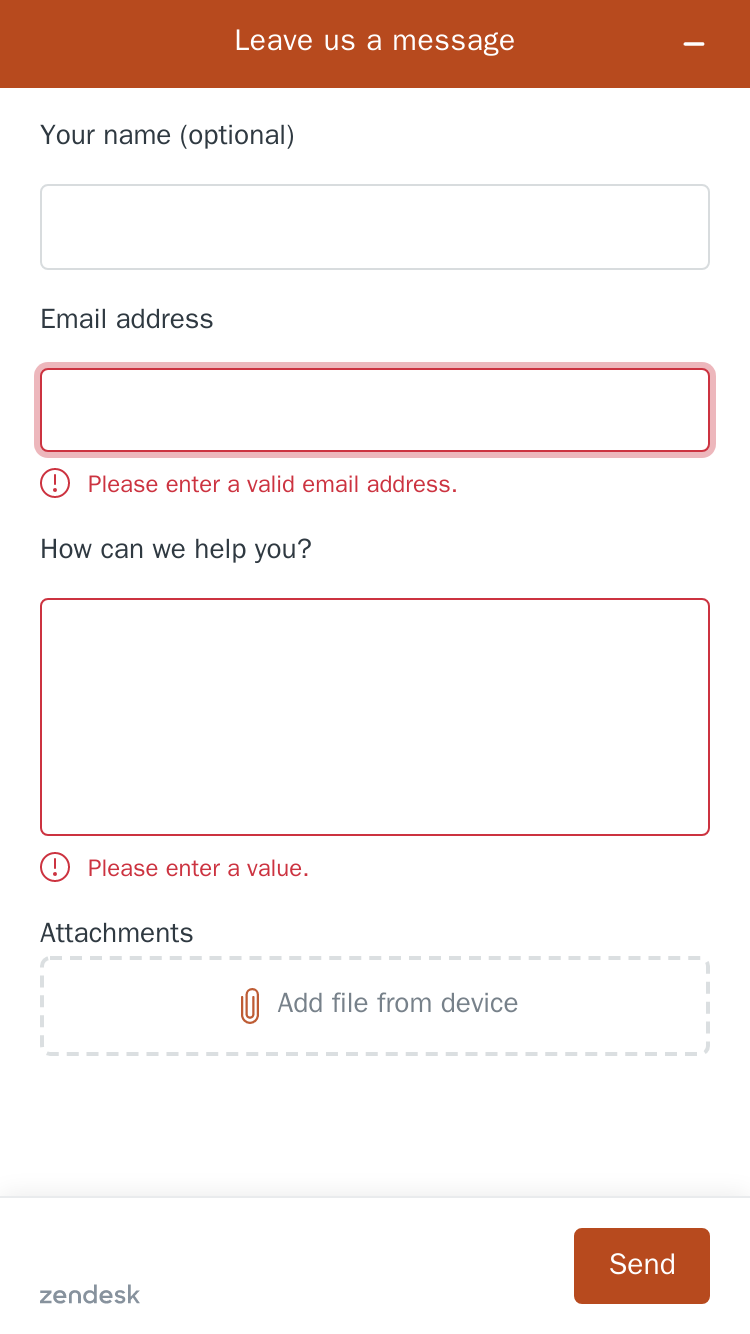 Leave us a message
Your name (optional)
Email address
Please enter a valid email address.
How can we help you?
Please enter a value.
Attachments
Add file from device
Send
zendesk